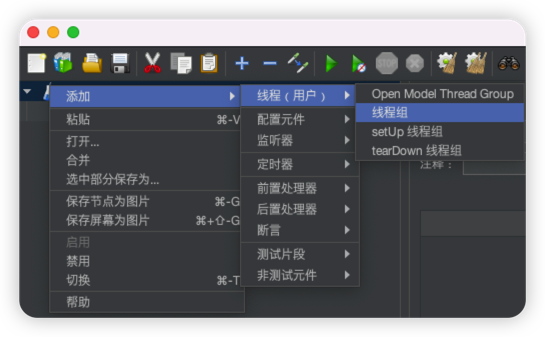 STOP
添加
粘贴 ⌘-V
打开...
合并
选中部分保存为...
保存节点为图片 ⌘-G
保存屏幕为图片 ⌘+⇧-G
启用
禁用
切换 ⌘-T
帮助
线程（用户）
配置元件
监听器
定时器
前置处理器
后置处理器
断言
测试片段
非测试元件
Open Model Thread Group
线程组
setUp 线程组
tearDown 线程组
注释：